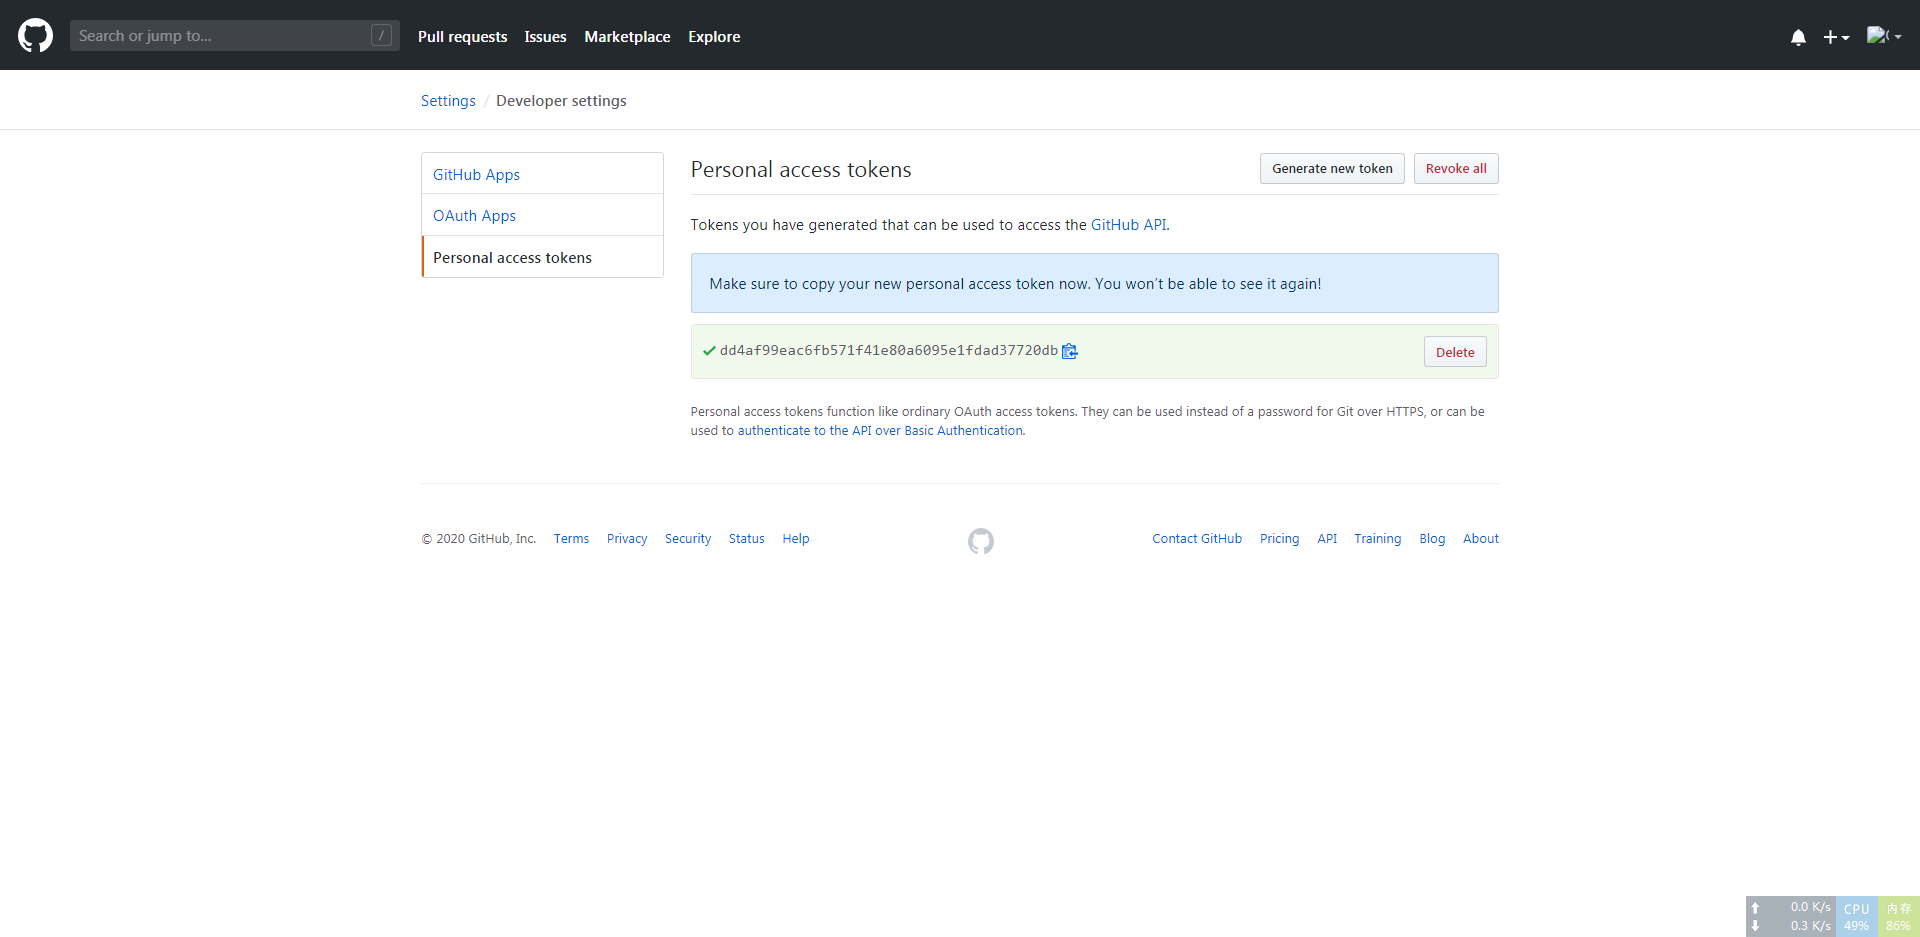 Search or jump to... /
Pull requests Issues Marketplace Explore
Settings / Developer settings
GitHub Apps
OAuth Apps
Personal access tokens
Personal access tokens
Generate new token Revoke all
Tokens you have generated that can be used to access the GitHub API.
Make sure to copy your new personal access token now. You won't be able to see it again!
dd4af99eac6fb571f41e80a6095e1fdad37720db
Delete
Personal access tokens function like ordinary OAuth access tokens. They can be used instead of a password for Git over HTTPS, or can be
used to authenticate to the API over Basic Authentication.
© 2020 GitHub, Inc. Terms Privacy Security Status Help
Contact GitHub Pricing API Training Blog About
0.0 K/s CPU 内存
0.3 K/s 49% 86%